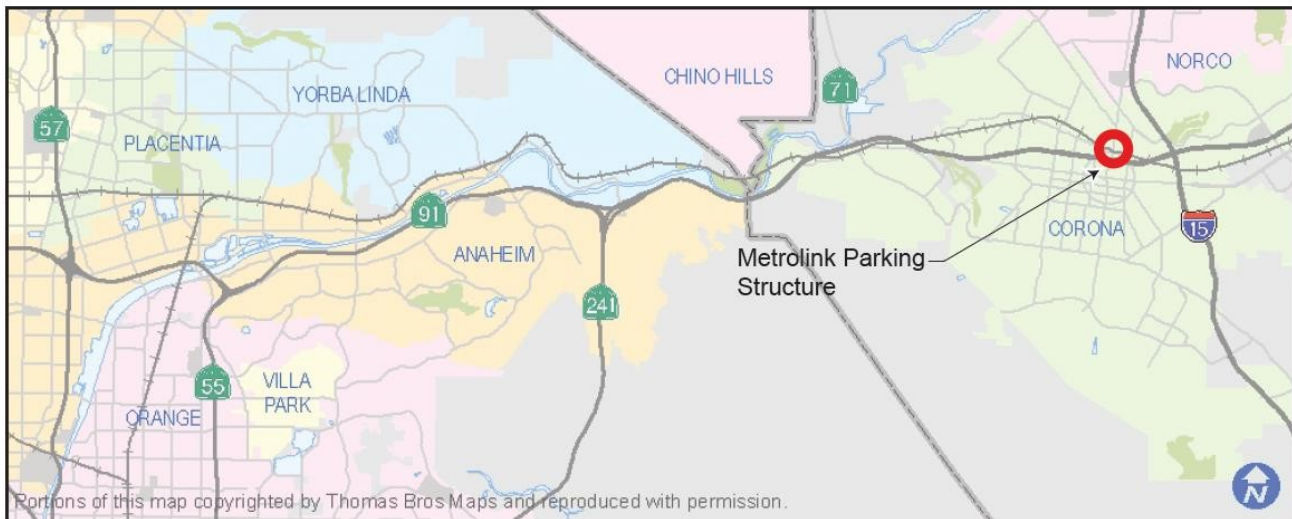 CHINO HILLS
NORCO
71
YORBA LINDA
57
PLACENTIA
91
ANAHEIM
CORONA
15
Metrolink Parking
Structure
241
55
VILLA
PARK
ORANGE
Portions of this map copyrighted by Thomas Bros Maps and reproduced with permission.
N